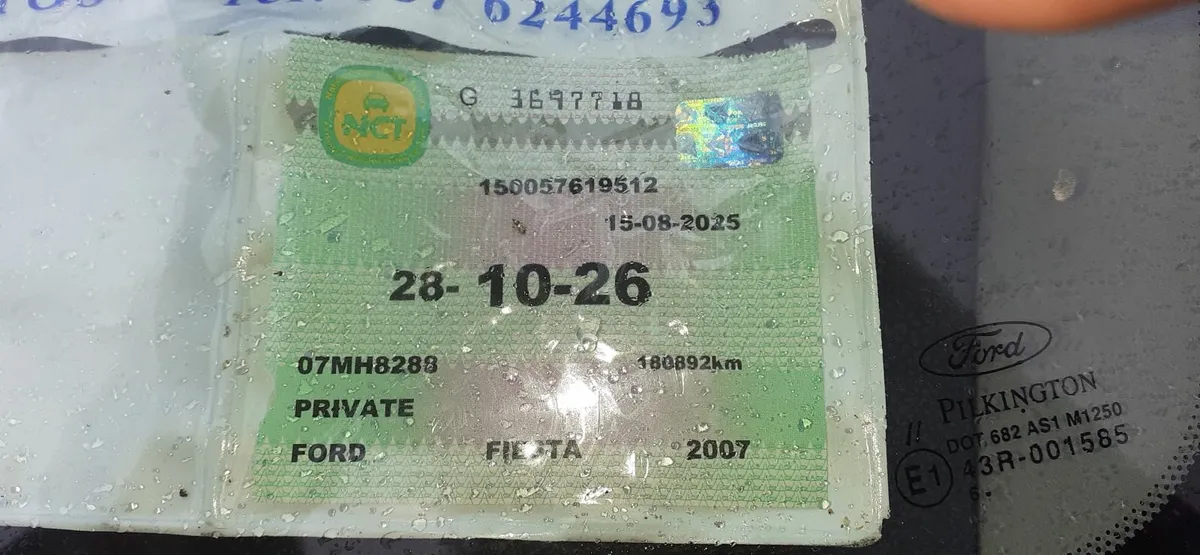 6244693
NCT
G 3697718
150057619512
15-08-2025
28- 10-26
07MH8288 180892km
PRIVATE
FORD FIESTA 2007
Ford
PILKINGTON
DOT 682 AS1 M1250
E1 43R-001585